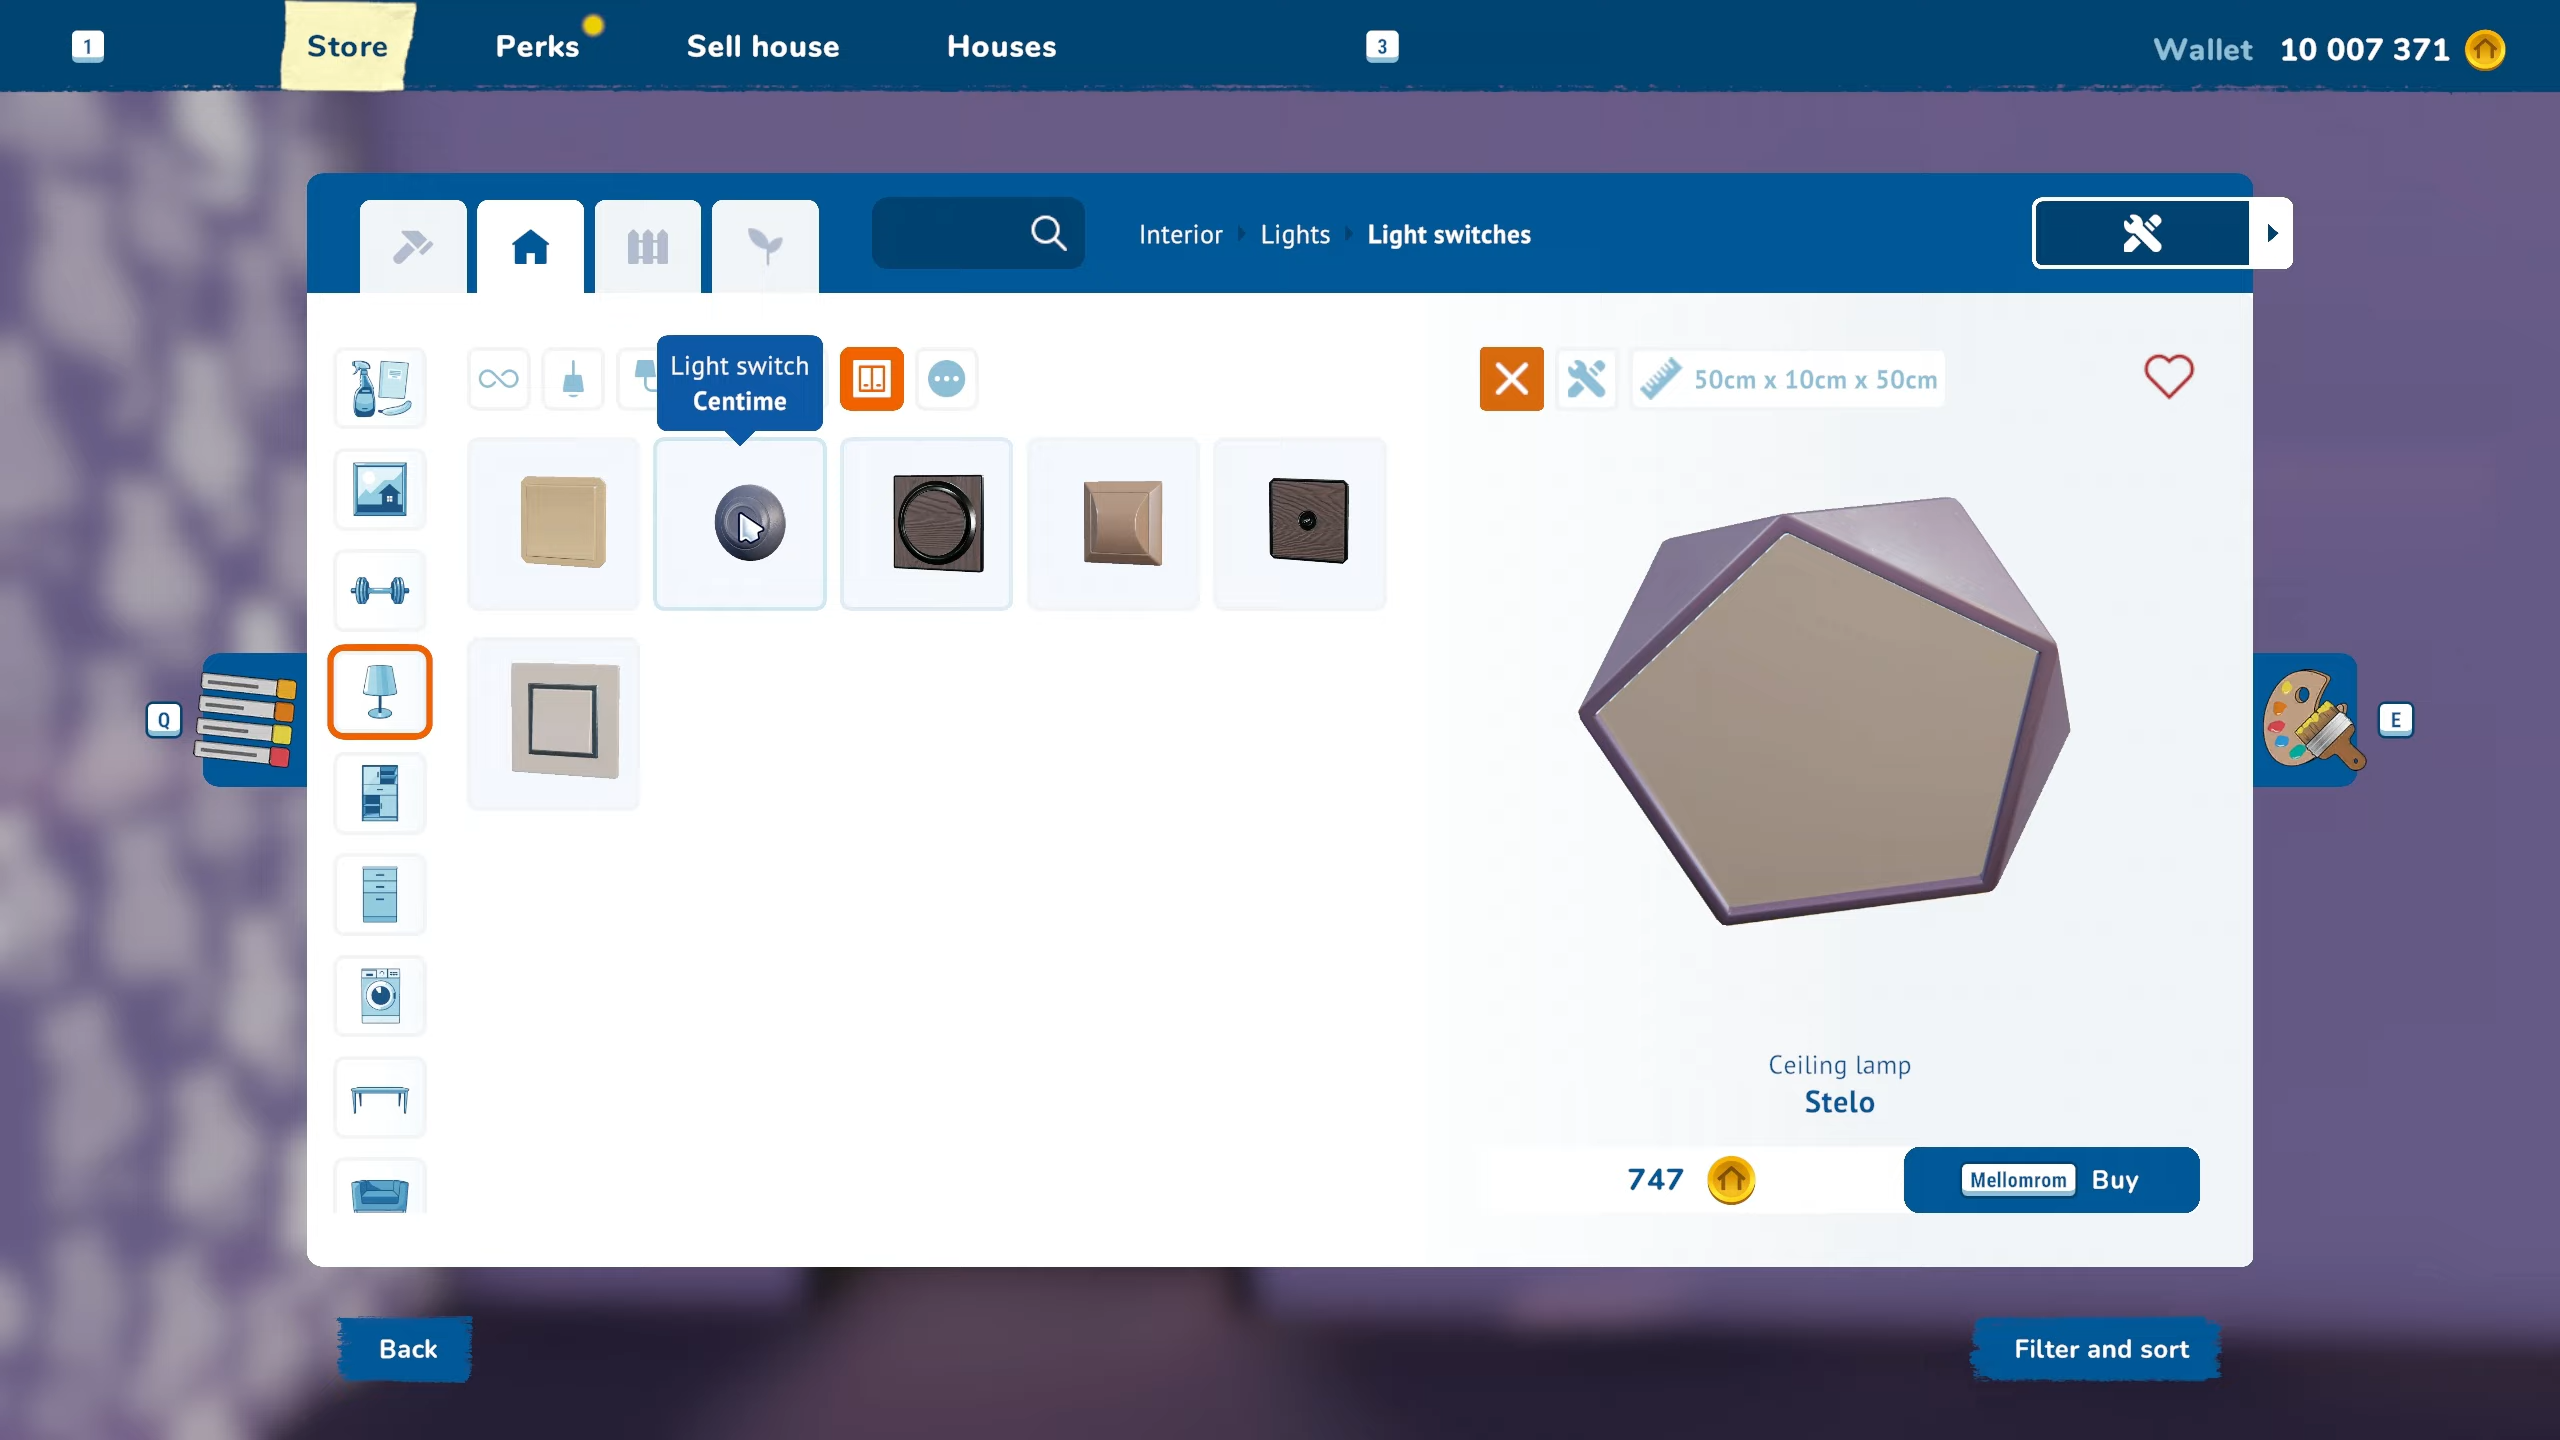 1
Store
Perks
Sell house
Houses
3
Wallet 10 007 371
Interior
Lights
Light switches
Light switch
Centime
50cm x 10cm x 50cm
Q
E
Ceiling lamp
Stelo
747
Mellomrom Buy
Back
Filter and sort